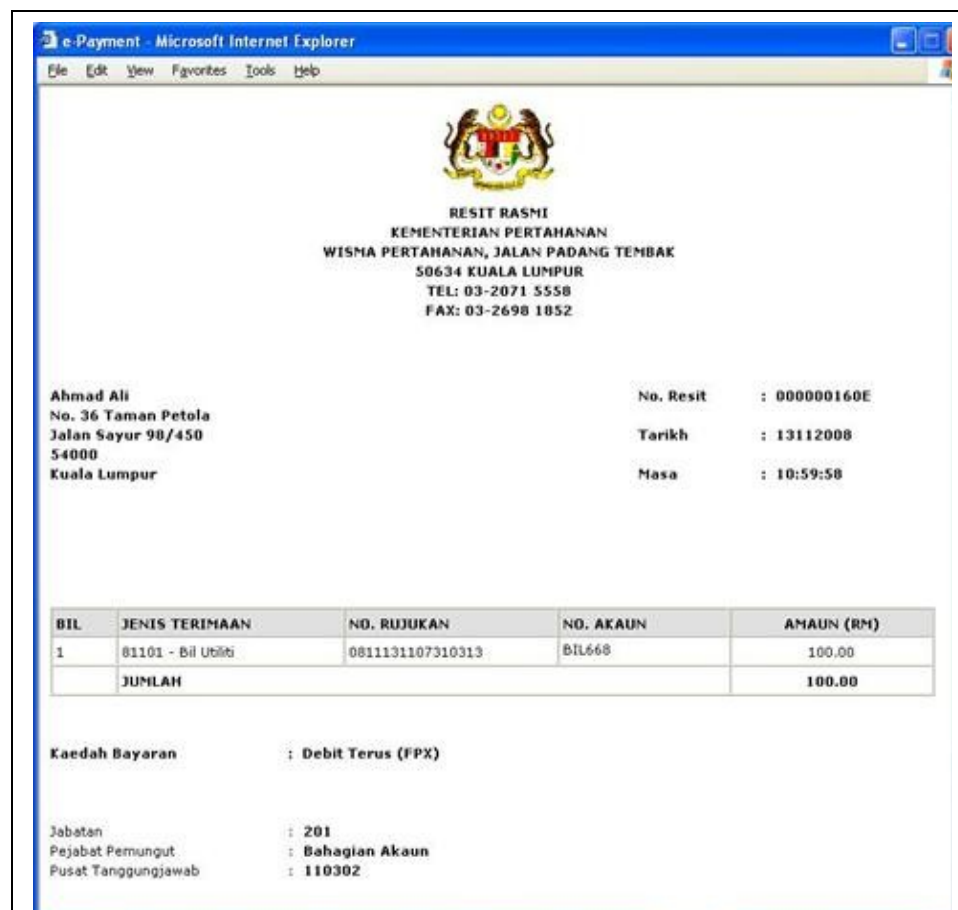 e-Payment - Microsoft Internet Explorer
File Edit View Favorites Tools Help
RESIT RASMI
KEMENTERIAN PERTAHANAN
WISMA PERTAHANAN, JALAN PADANG TEMBAK
50634 KUALA LUMPUR
TEL: 03-2071 5558
FAX: 03-2698 1852
Ahmad Ali
No. 36 Taman Petola
Jalan Sayur 98/450
54000
Kuala Lumpur
No. Resit : 000000160E
Tarikh : 13112008
Masa : 10:59:58
BIL JENIS TERIMAAN NO. RUJUKAN NO. AKAUN AMAUN (RM)
1 81101 - Bil Utiliti 0811131107310313 BIL668 100.00
JUMLAH 100.00
Kaedah Bayaran : Debit Terus (FPX)
Jabatan : 201
Pejabat Pemungut : Bahagian Akaun
Pusat Tanggungjawab : 110302